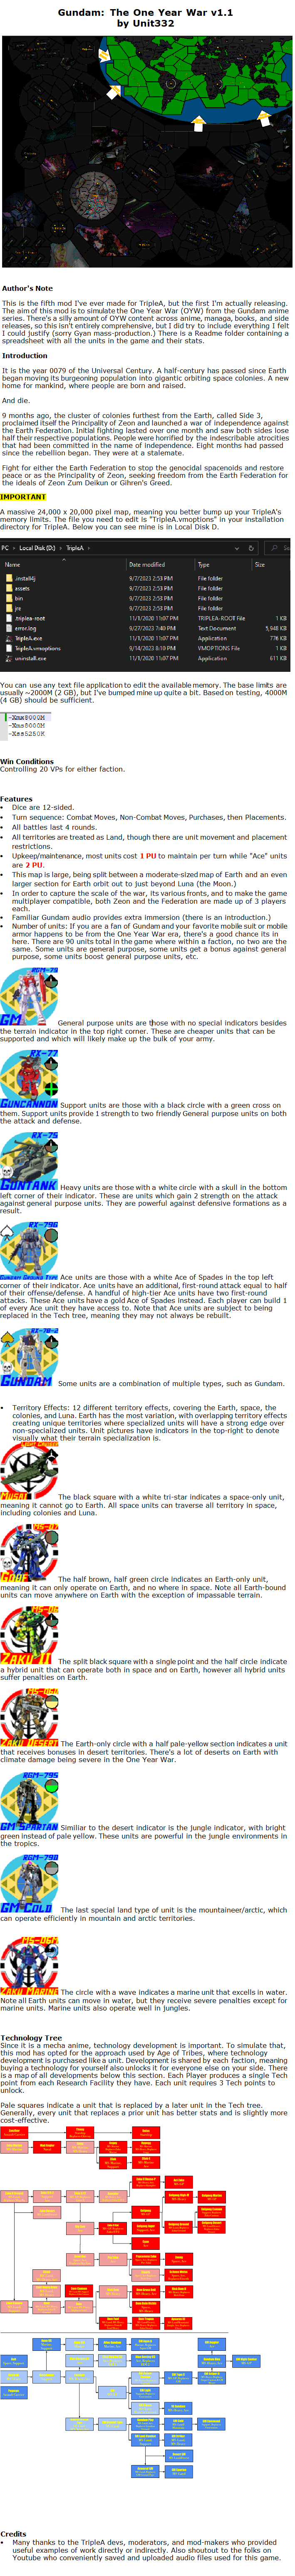 Gundam: The One Year War v1.1
by Unit332
Author's Note
This is the fifth mod I've ever made for TripleA, but the first I'm actually releasing.
The aim of this mod is to simulate the One Year War (OYW) from the Gundam anime
series. There's a silly amount of OYW content across anime, managa, books, and side
releases, so this isn't entirely comprehensive, but I did try to include everything I felt
I could justify (sorry Gyan mass-production.) There is a Readme folder containing a
spreadsheet with all the units in the game and their stats.
Introduction
It is the year 0079 of the Universal Century. A half-century has passed since Earth
began moving its burgeoning population into gigantic orbiting space colonies. A new
home for mankind, where people are born and raised.
And die.
9 months ago, the cluster of colonies furthest from the Earth, called Side 3,
proclaimed itself the Principality of Zeon and launched a war of independence against
the Earth Federation. Initial fighting lasted over one month and saw both sides lose
half their respective populations. People were horrified by the indescribable atrocities
that had been committed in the name of independence. Eight months had passed
since the rebellion began. They were at a stalemate.
Fight for either the Earth Federation to stop the genocidal spacenoids and restore
peace or as the Principality of Zeon, seeking freedom from the Earth Federation for
the ideals of Zeon Zum Deikun or Gihren's Greed.
IMPORTANT
A massive 24,000 x 20,000 pixel map, meaning you better bump up your TripleA's
memory limits. The file you need to edit is "TripleA.vmoptions" in your installation
directory for TripleA. Below you can see mine is in Local Disk D.
PC > Local Disk (D:) > TripleA >
Name Date modified Type Size
.install4j 9/7/2023 2:53 PM File folder
assets 9/7/2023 2:53 PM File folder
bin 9/7/2023 2:53 PM File folder
jre 9/7/2023 2:53 PM File folder
.triplea-root 11/1/2020 11:07 PM TRIPLEA-ROOT File 1 KB
error.log 9/27/2023 7:49 PM Text Document 5,948 KB
TripleA.exe 11/1/2020 11:07 PM Application 776 KB
TripleA.vmoptions 9/14/2023 8:10 PM VMOPTIONS File 1 KB
uninstall.exe 11/1/2020 11:07 PM Application 611 KB
You can use any text file application to edit the available memory. The base limits are
usually ~2000M (2 GB), but I've bumped mine up quite a bit. Based on testing, 4000M
(4 GB) should be sufficient.
Win Conditions
Controlling 20 VPs for either faction.
Features
• Dice are 12-sided.
• Turn sequence: Combat Moves, Non-Combat Moves, Purchases, then Placements.
• All battles last 4 rounds.
• All territories are treated as Land, though there are unit movement and placement
restrictions.
• Upkeep/maintenance, most units cost 1 PU to maintain per turn while "Ace" units
are 2 PU.
• This map is large, being split between a moderate-sized map of Earth and an even
larger section for Earth orbit out to just beyond Luna (the Moon.)
• In order to capture the scale of the war, its various fonts, and to make the game
multiplayer compatible, both Zeon and the Federation are made up of 3 players
each.
• Familiar Gundam audio provides extra immersion (there is an introduction.)
• Number of units: If you are a fan of Gundam and your favorite mobile suit or mobile
armor happens to be from the One Year War era, there's a good chance its in
here. There are 90 units total in the game where within a faction, no two are the
same. Some units are general purpose, some units get a bonus against general
purpose, some units boost general purpose units, etc.
RGM-79
GM
General purpose units are those with no special indicators besides
the terrain indicator in the top right corner. These are cheaper units that can be
supported and which will likely make up the bulk of your army.
RX-77
GUNCANNON
Support units are those with a black circle with a green cross on
them. Support units provide 1 strength to two friendly General purpose units on both
the attack and defense.
RX-75
GUNTANK
Heavy units are those with a white circle with a skull in the bottom
left corner of their indicator. These are units which gain 2 strength on the attack
against general purpose units. They are powerful against defensive formations as a
result.
RX-79G
GUNDAM GROUND TYPE
Ace units are those with a white Ace of Spades in the top left
corner of their indicator. Ace units have an additional, first-round attack equal to half
of their offense/defense. A handful of high-tier Ace units have two first-round
attacks. These Ace units have a gold Ace of Spades instead. Each player can build 1
of every Ace unit they have access to. Note that Ace units are subject to being
replaced in the Tech tree, meaning they may not always be rebuilt.
RX-78-2
GUNDAM
Some units are a combination of multiple types, such as Gundam.
• Territory Effects: 12 different territory effects, covering the Earth, space, the
colonies, and Luna. Earth has the most variation, with overlapping territory effects
creating unique territories where specialized units will have a strong edge over
non-specialized units. Unit pictures have indicators in the top-right to denote
visually what their terrain specialization is.
MUSAI
The black square with a white tri-star indicates a space-only unit,
meaning it cannot go to Earth. All space units can traverse all territory in space,
including colonies and Luna.
MS-07
GOUF
The half brown, half green circle indicates an Earth-only unit,
meaning it can only operate on Earth, and no where in space. Note all Earth-bound
units can move anywhere on Earth with the exception of impassable terrain.
MS-06
ZAKU II
The split black square with a single point and the half circle indicate
a hybrid unit that can operate both in space and on Earth, however all hybrid units
suffer penalties on Earth.
MS-06D
ZAKU DESERT
The Earth-only circle with a half pale-yellow section indicates a unit
that receives bonuses in desert territories. There's a lot of deserts on Earth with
climate damage being severe in the One Year War.
RGM-79S
GM SPARTAN
Similiar to the desert indicator is the jungle indicator, with bright
green instead of pale yellow. These units are powerful in the jungle environments in
the tropics.
RGM-79D
GM COLD
The last special land type of unit is the mountaineer/arctic, which
can operate efficiently in mountain and arctic territories.
MS-06M
ZAKU MARINE
The circle with a wave indicates a marine unit that excells in water.
Note all Earth units can move in water, but they receive severe penalties except for
marine units. Marine units also operate well in jungles.
Technology Tree
Since it is a mecha anime, technology development is important. To simulate that,
this mod has opted for the approach used by Age of Tribes, where technology
development is purchased like a unit. Development is shared by each faction, meaning
buying a technology for yourself also unlocks it for everyone else on your side. There
is a map of all developments below this section. Each Player produces a single Tech
point from each Research Facility they have. Each unit requires 3 Tech points to
unlock.
Pale squares indicate a unit that is replaced by a later unit in the Tech tree.
Generally, every unit that replaces a prior unit has better stats and is slightly more
cost-effective.
Credits
• Many thanks to the TripleA devs, moderators, and mod-makers who provided
useful examples of work directly or indirectly. Also shoutout to the folks on
Youtube who conveniently saved and uploaded audio files used for this game.